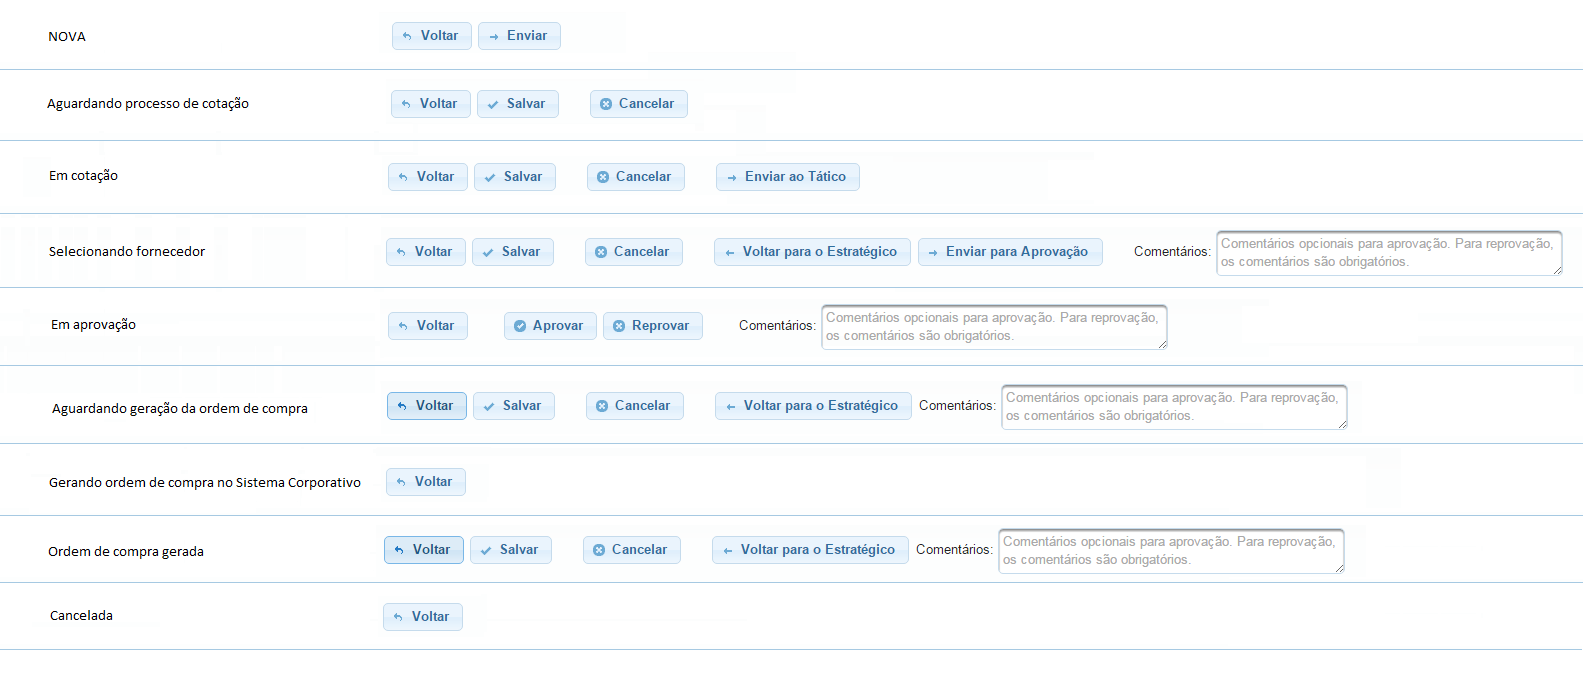 NOVA Voltar Enviar
Aguardando processo de cotação Voltar Salvar Cancelar
Em cotação Voltar Salvar Cancelar Enviar ao Tático
Selecionando fornecedor Voltar Salvar Cancelar Voltar para o Estratégico Enviar para Aprovação Comentários: Comentários opcionais para aprovação. Para reprovação,
os comentários são obrigatórios.
Em aprovação Voltar Aprovar Reprovar Comentários: Comentários opcionais para aprovação. Para reprovação,
os comentários são obrigatórios.
Aguardando geração da ordem de compra Voltar Salvar Cancelar Voltar para o Estratégico Comentários: Comentários opcionais para aprovação. Para reprovação,
os comentários são obrigatórios.
Gerando ordem de compra no Sistema Corporativo Voltar
Ordem de compra gerada Voltar Salvar Cancelar Voltar para o Estratégico Comentários: Comentários opcionais para aprovação. Para reprovação,
os comentários são obrigatórios.
Cancelada Voltar